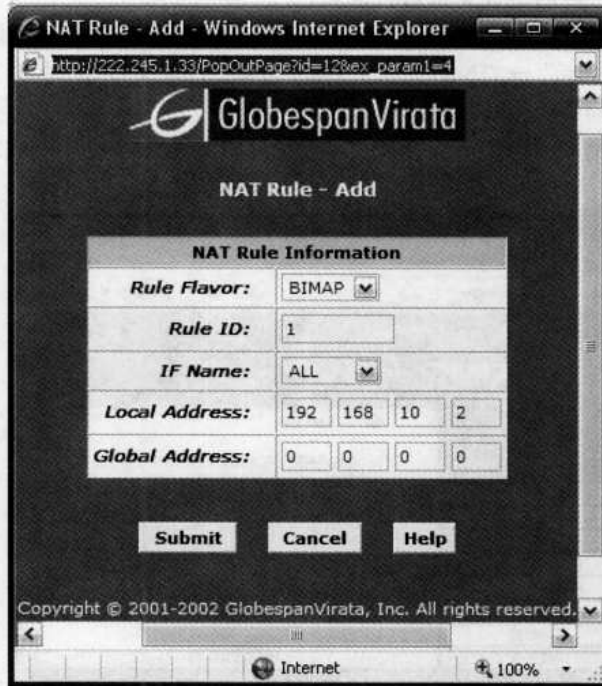 NAT Rule - Add - Windows Internet Explorer
http://222.245.1.33/PopOutPage?id=12&ex_param1=4
GlobespanVirata
NAT Rule - Add
NAT Rule Information
Rule Flavor: BIMAP
Rule ID: 1
IF Name: ALL
Local Address: 192 168 10 2
Global Address: 0 0 0 0
Submit Cancel Help
Copyright © 2001-2002 GlobespanVirata, Inc. All rights reserved.
Internet 100%